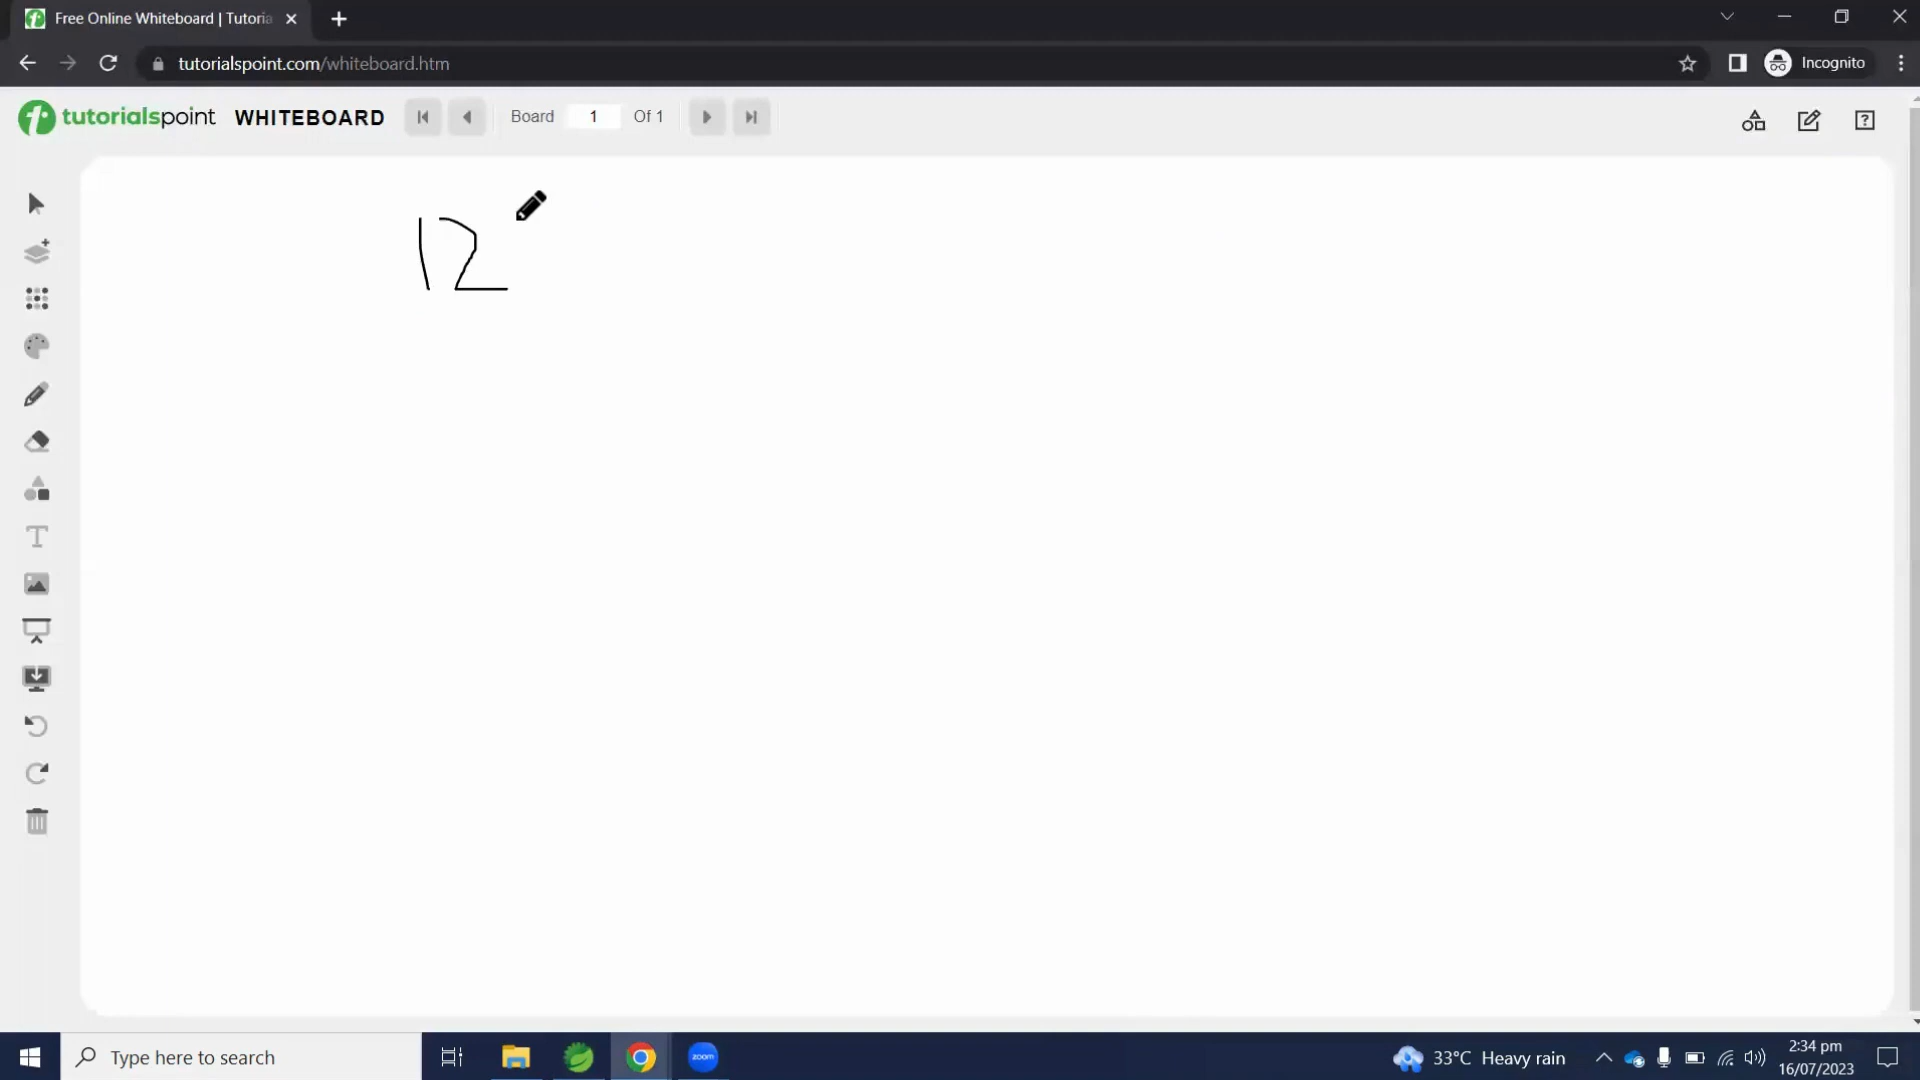 Free Online Whiteboard | Tutoria
tutorialspoint.com/whiteboard.htm
Incognito
tutorialspoint WHITEBOARD Board 1 Of 1
12
T
Type here to search
zoom
33°C Heavy rain
2:34 pm
16/07/2023